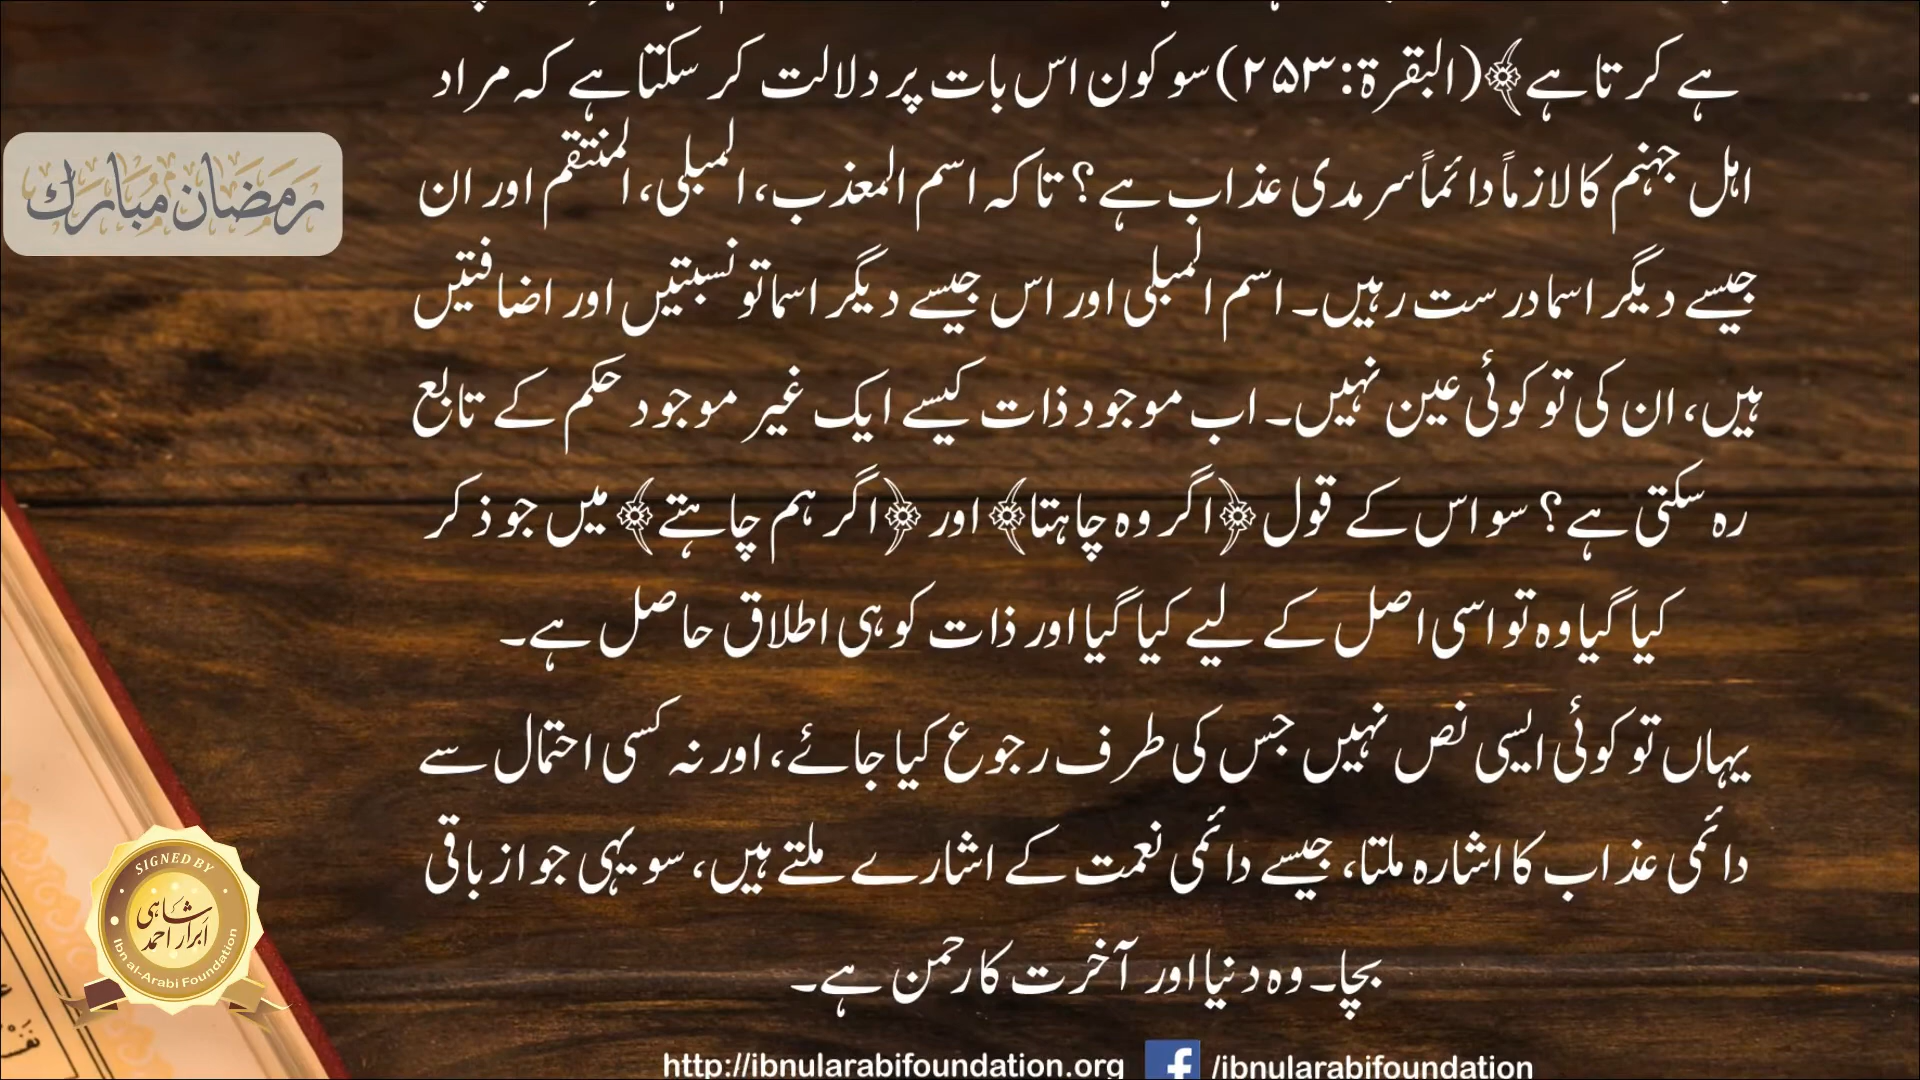 ہے کرتا ہے﴾(البقرۃ: ۲۵۳) سو کون اس بات پر دلالت کر سکتا ہے کہ مراد
اہل جہنم کا لازماً دائماً سرمدی عذاب ہے؟ تاکہ اسم المعذب، المبلی، المنتقم اور ان
جیسے دیگر اسما درست رہیں۔ اسم المبلی اور اس جیسے دیگر اسما تو نسبتیں اور اضافتیں
ہیں، ان کی تو کوئی عین نہیں۔ اب موجود ذات کیسے ایک غیر موجود حکم کے تابع
رہ سکتی ہے؟ سو اس کے قول ﴿اگر وہ چاہتا﴾ اور ﴿اگر ہم چاہتے﴾ میں جو ذکر
کیا گیا وہ تو اسی اصل کے لیے کیا گیا اور ذات کو ہی اطلاق حاصل ہے۔
یہاں تو کوئی ایسی نص نہیں جس کی طرف رجوع کیا جائے، اور نہ کسی احتمال سے
دائمی عذاب کا اشارہ ملتا، جیسے دائمی نعمت کے اشارے ملتے ہیں، سو یہی جواز باقی
بچا۔ وہ دنیا اور آخرت کا رحمن ہے۔
رَمَضَان مُبَارَك
SIGNED BY
ابرار احمد شاہی
Ibn al-Arabi Foundation
http://ibnularabifoundation.org /ibnularabifoundation